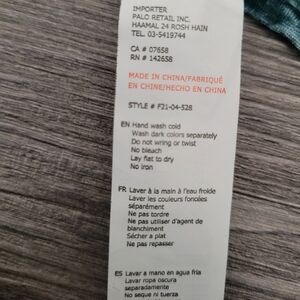 IMPORTER
PALO RETAIL INC.
HAAMAL 24 ROSH HAIN
TEL. 03-5419744
CA # 07658
RN # 142658
MADE IN CHINA/FABRIQUÉ
EN CHINE/HECHO EN CHINA
STYLE # F21-04-528
EN Hand wash cold
Wash dark colors separately
Do not wring or twist
No bleach
Lay flat to dry
No iron
FR Laver à la main à l'eau froide
Laver les couleurs foncées
séparément
Ne pas tordre
Ne pas utiliser d'agent de
blanchiment
Sécher a plat
Ne pas repasser
ES Lavar a mano en agua fría
Lavar ropa oscura
separadamente
No seque ni tuerza